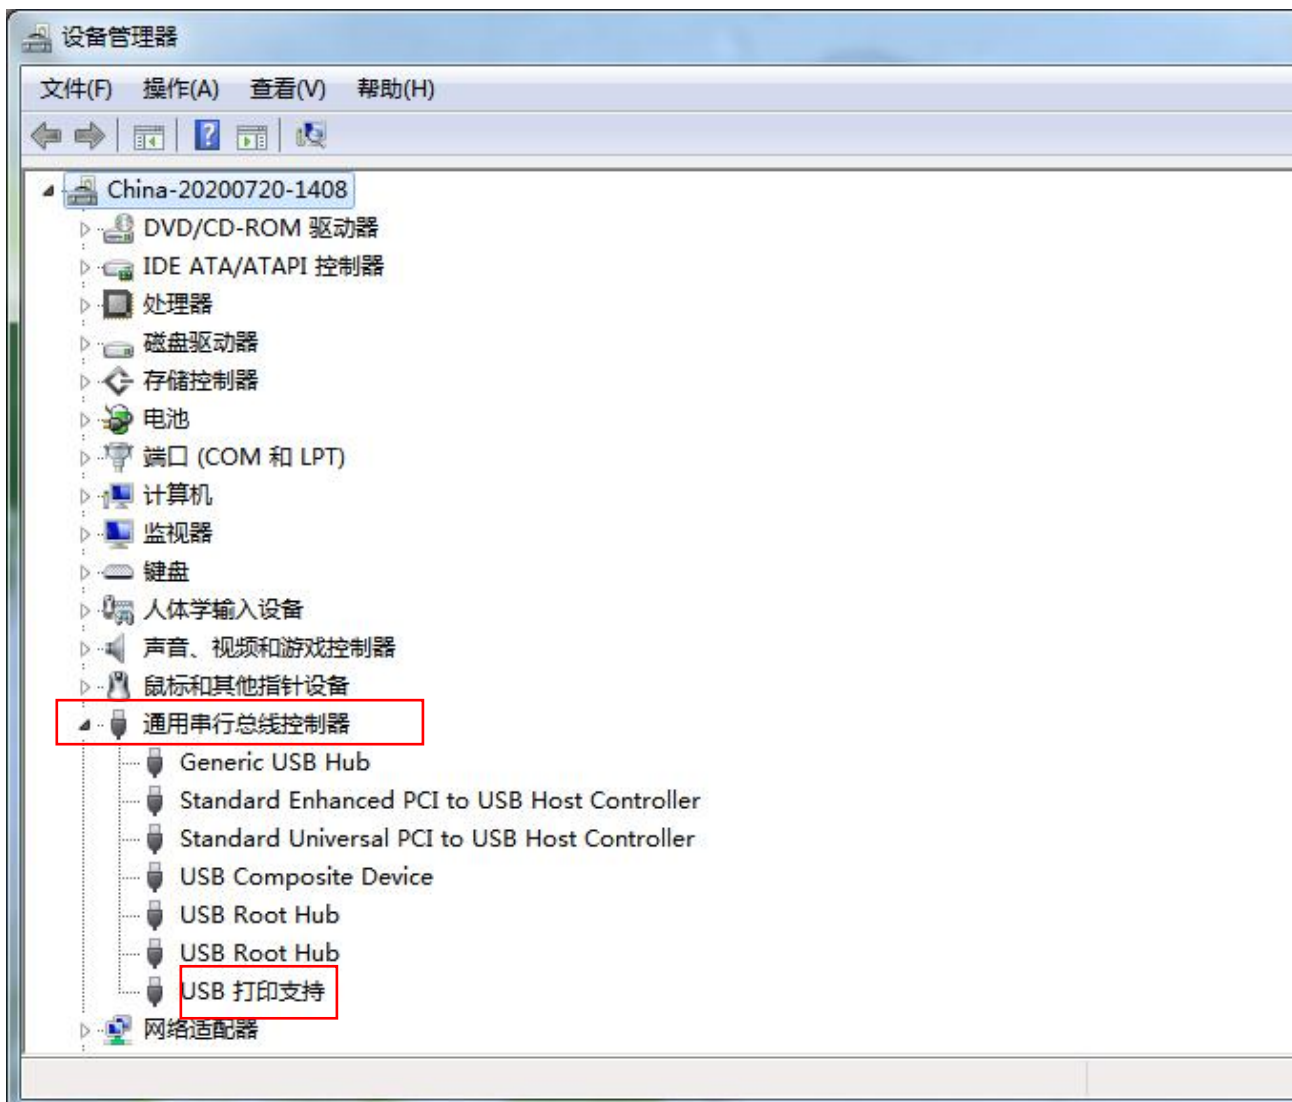 设备管理器
文件(F) 操作(A) 查看(V) 帮助(H)
China-20200720-1408
DVD/CD-ROM 驱动器
IDE ATA/ATAPI 控制器
处理器
磁盘驱动器
存储控制器
电池
端口 (COM 和 LPT)
计算机
监视器
键盘
人体学输入设备
声音、视频和游戏控制器
鼠标和其他指针设备
通用串行总线控制器
Generic USB Hub
Standard Enhanced PCI to USB Host Controller
Standard Universal PCI to USB Host Controller
USB Composite Device
USB Root Hub
USB Root Hub
USB 打印支持
网络适配器